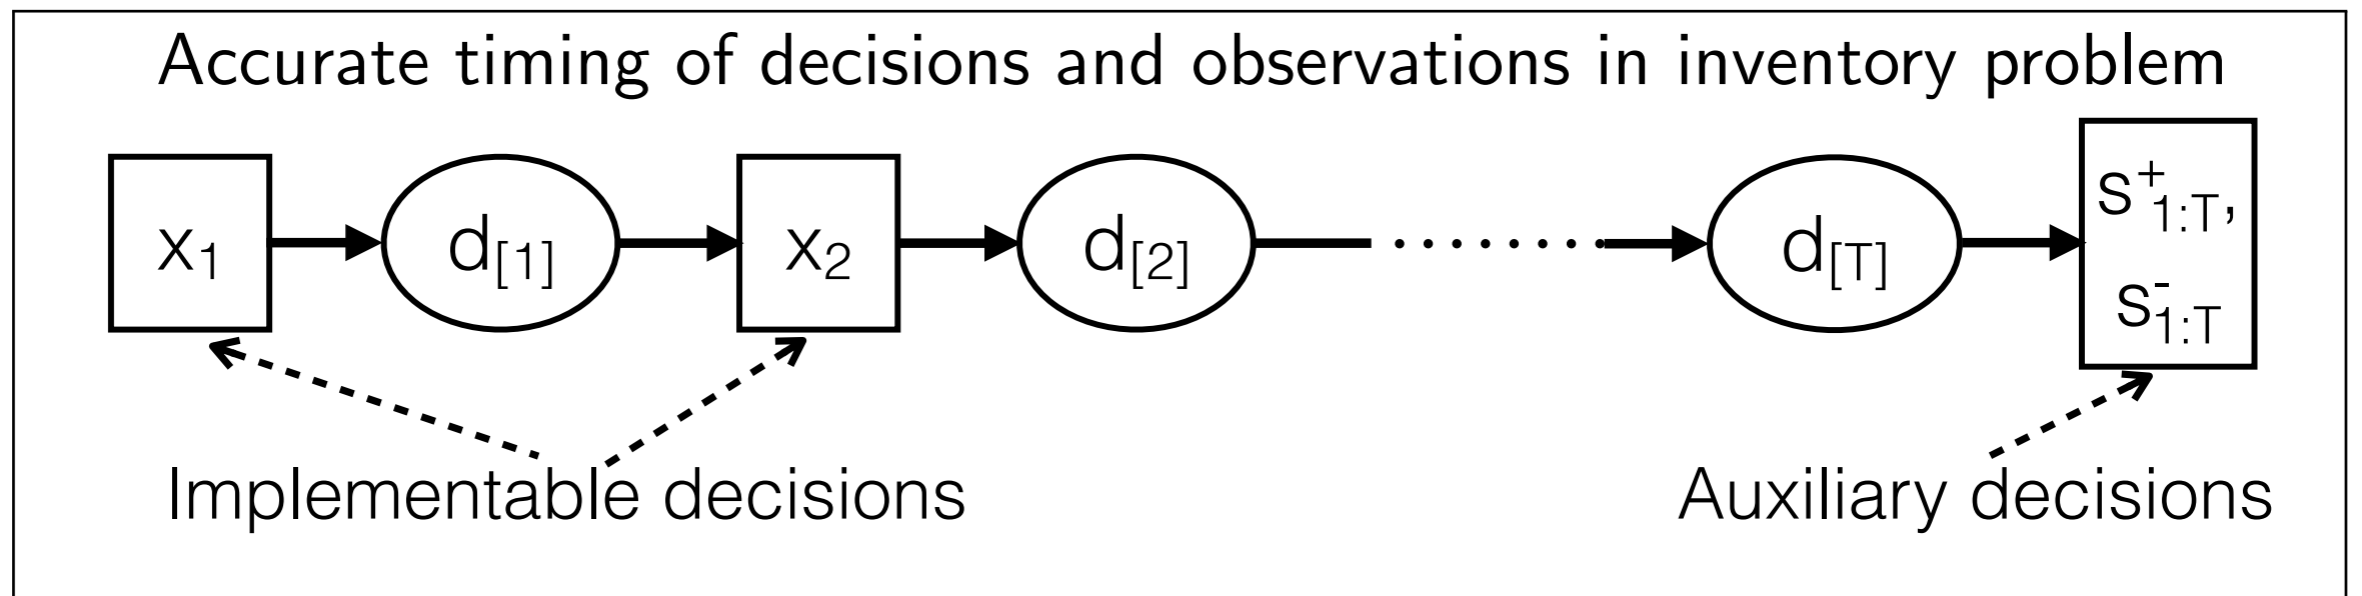 Accurate timing of decisions and observations in inventory problem
x₁ d[1] x₂ d[2] ········ d[T] s⁺1:T,
s⁻1:T
Implementable decisions Auxiliary decisions